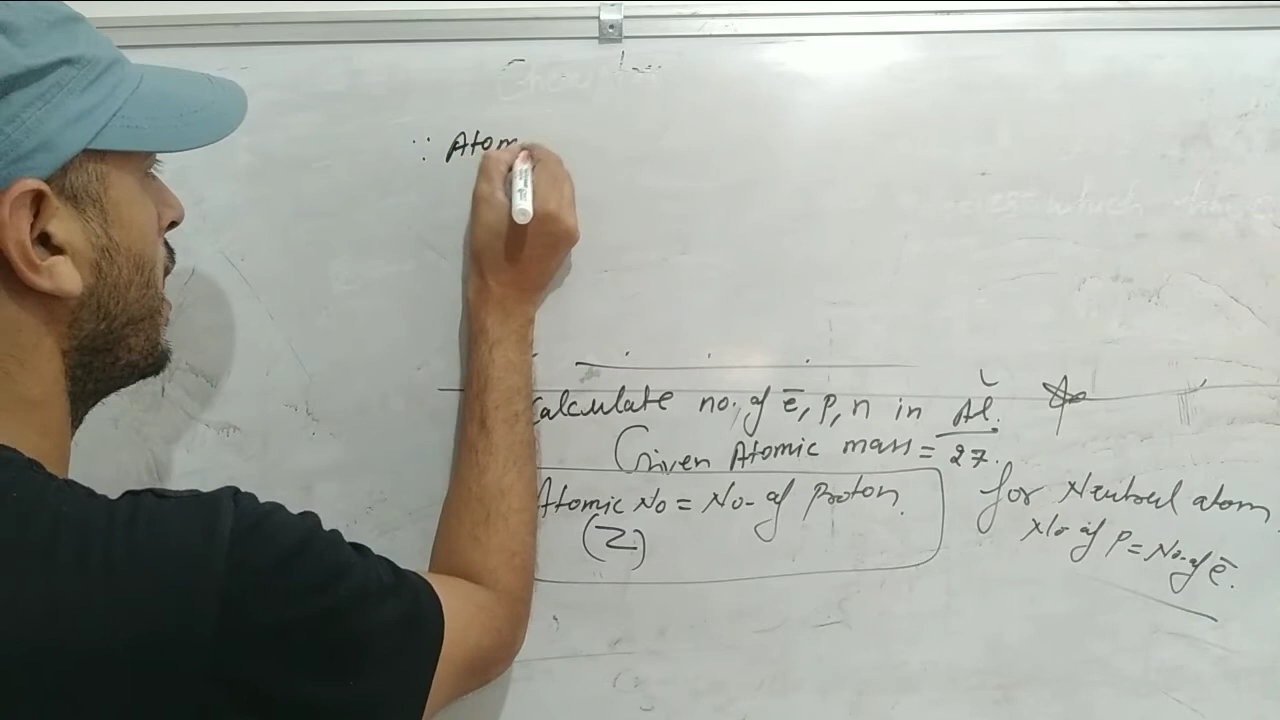 ∵ Atom
Calculate no. of ē, p, n in Al.
Given Atomic mass = 27.
Atomic No = No- of Proton.
(Z)
for Neutral atom
No of P = No- of ē.